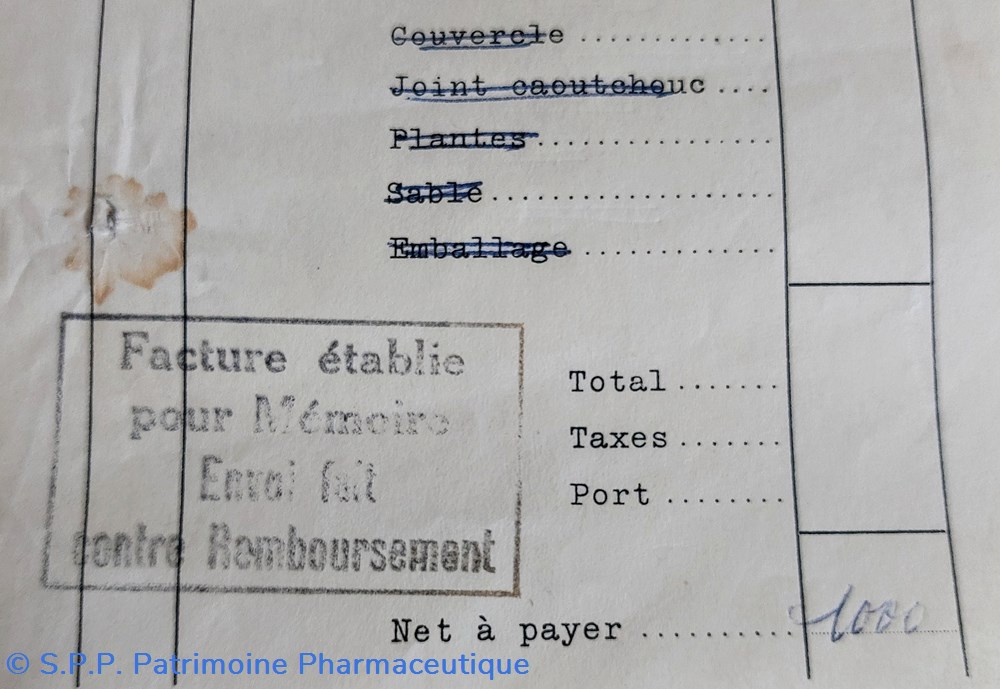 Couvercle ..............
Joint caoutchouc ....
Plantes ..................
Sable ......................
Emballage ..............
Facture établie
pour Mémoire
Envoi fait
contre Remboursement
Total .......
Taxes .......
Port ........
Net à payer ........... 1000
© S.P.P. Patrimoine Pharmaceutique